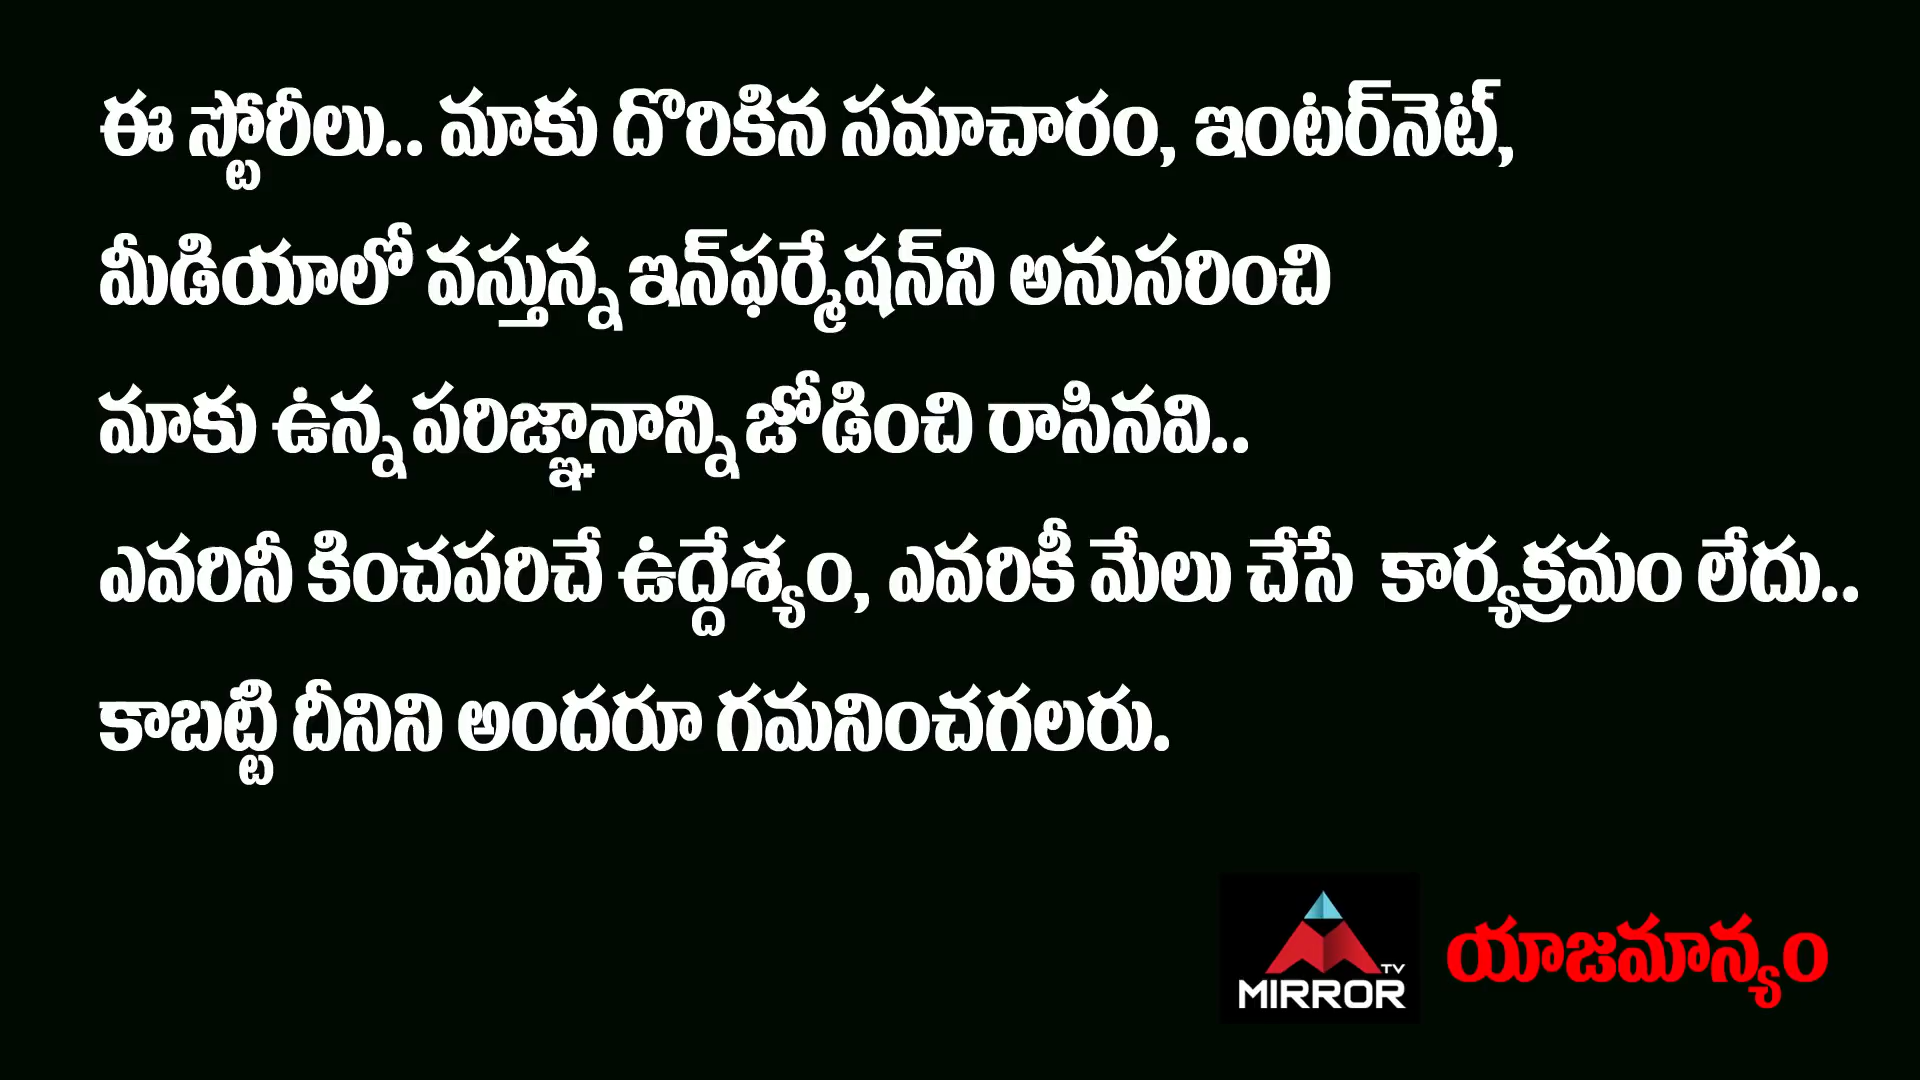 ఈ స్టోరీలు.. మాకు దొరికిన సమాచారం, ఇంటర్‌నెట్,
మీడియాలో వస్తున్న ఇన్‌ఫర్మేషన్‌ని అనుసరించి
మాకు ఉన్న పరిజ్ఞానాన్ని జోడించి రాసినవి..
ఎవరినీ కించపరిచే ఉద్దేశ్యం, ఎవరికీ మేలు చేసే కార్యక్రమం లేదు..
కాబట్టి దీనిని అందరూ గమనించగలరు.
TV
MIRROR
యాజమాన్యం